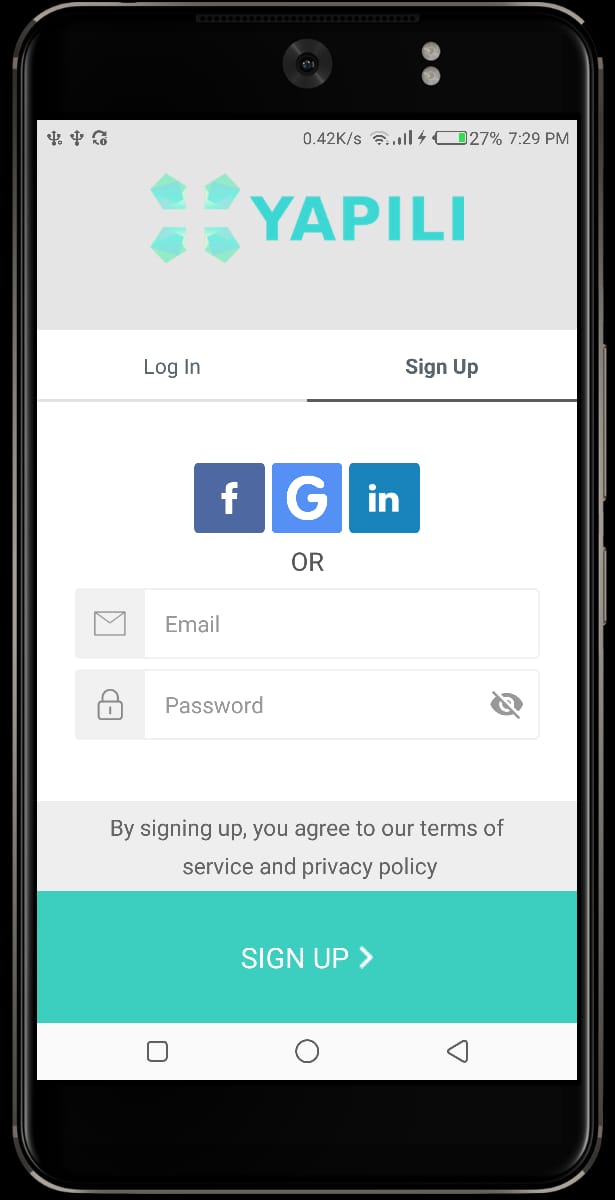 0.42K/s 27% 7:29 PM
YAPILI
Log In
Sign Up
f G in
OR
Email
Password
By signing up, you agree to our terms of
service and privacy policy
SIGN UP